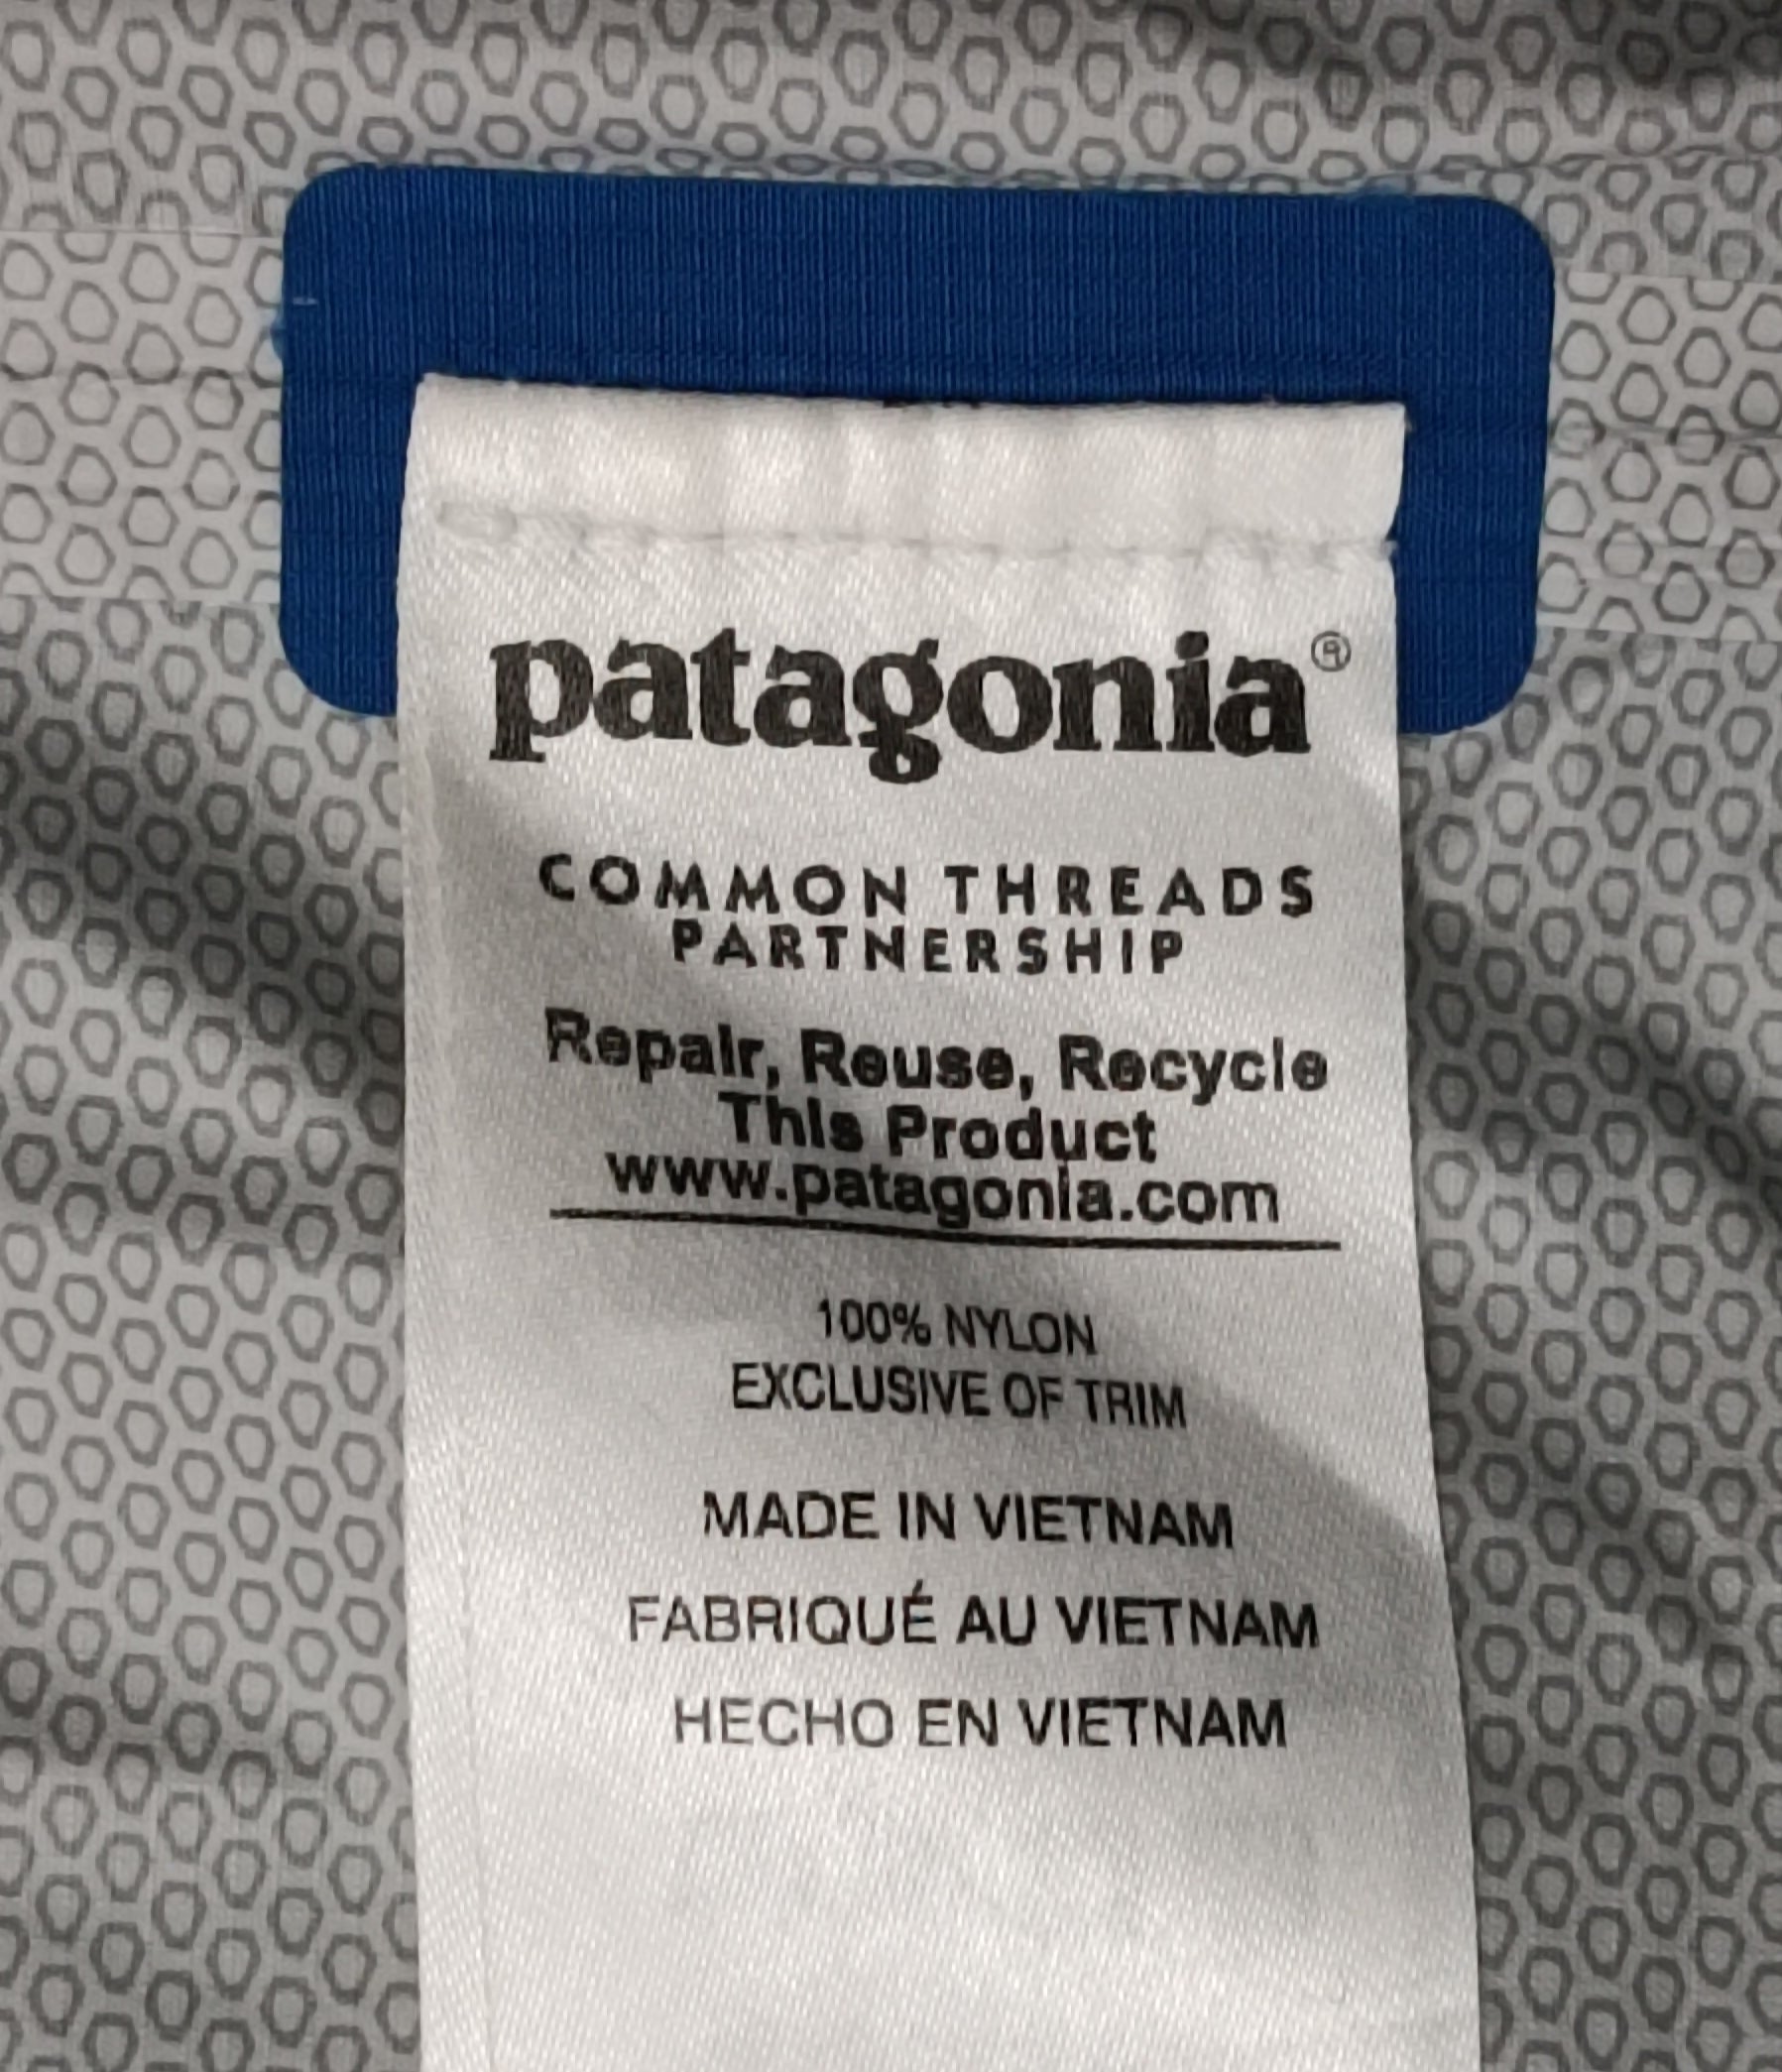 patagonia®
COMMON THREADS
PARTNERSHIP
Repair, Reuse, Recycle
This Product
www.patagonia.com
100% NYLON
EXCLUSIVE OF TRIM
MADE IN VIETNAM
FABRIQUÉ AU VIETNAM
HECHO EN VIETNAM